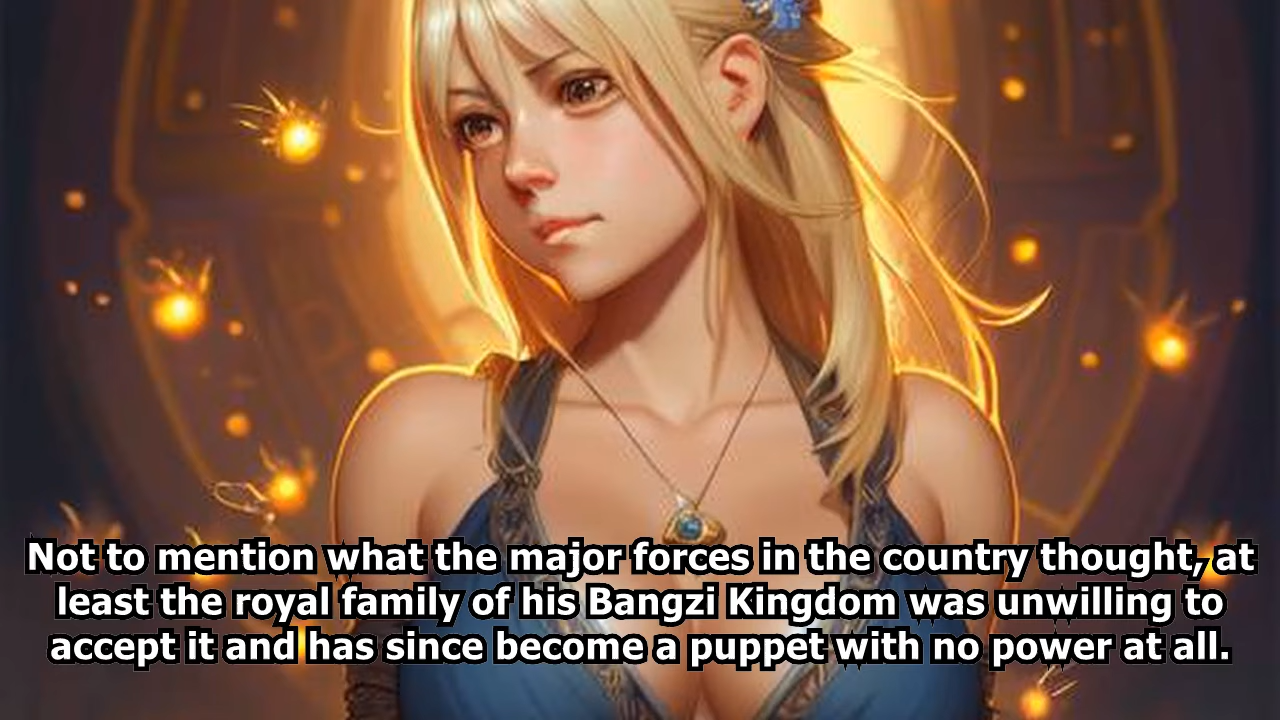 Not to mention what the major forces in the country thought, at
least the royal family of his Bangzi Kingdom was unwilling to
accept it and has since become a puppet with no power at all.